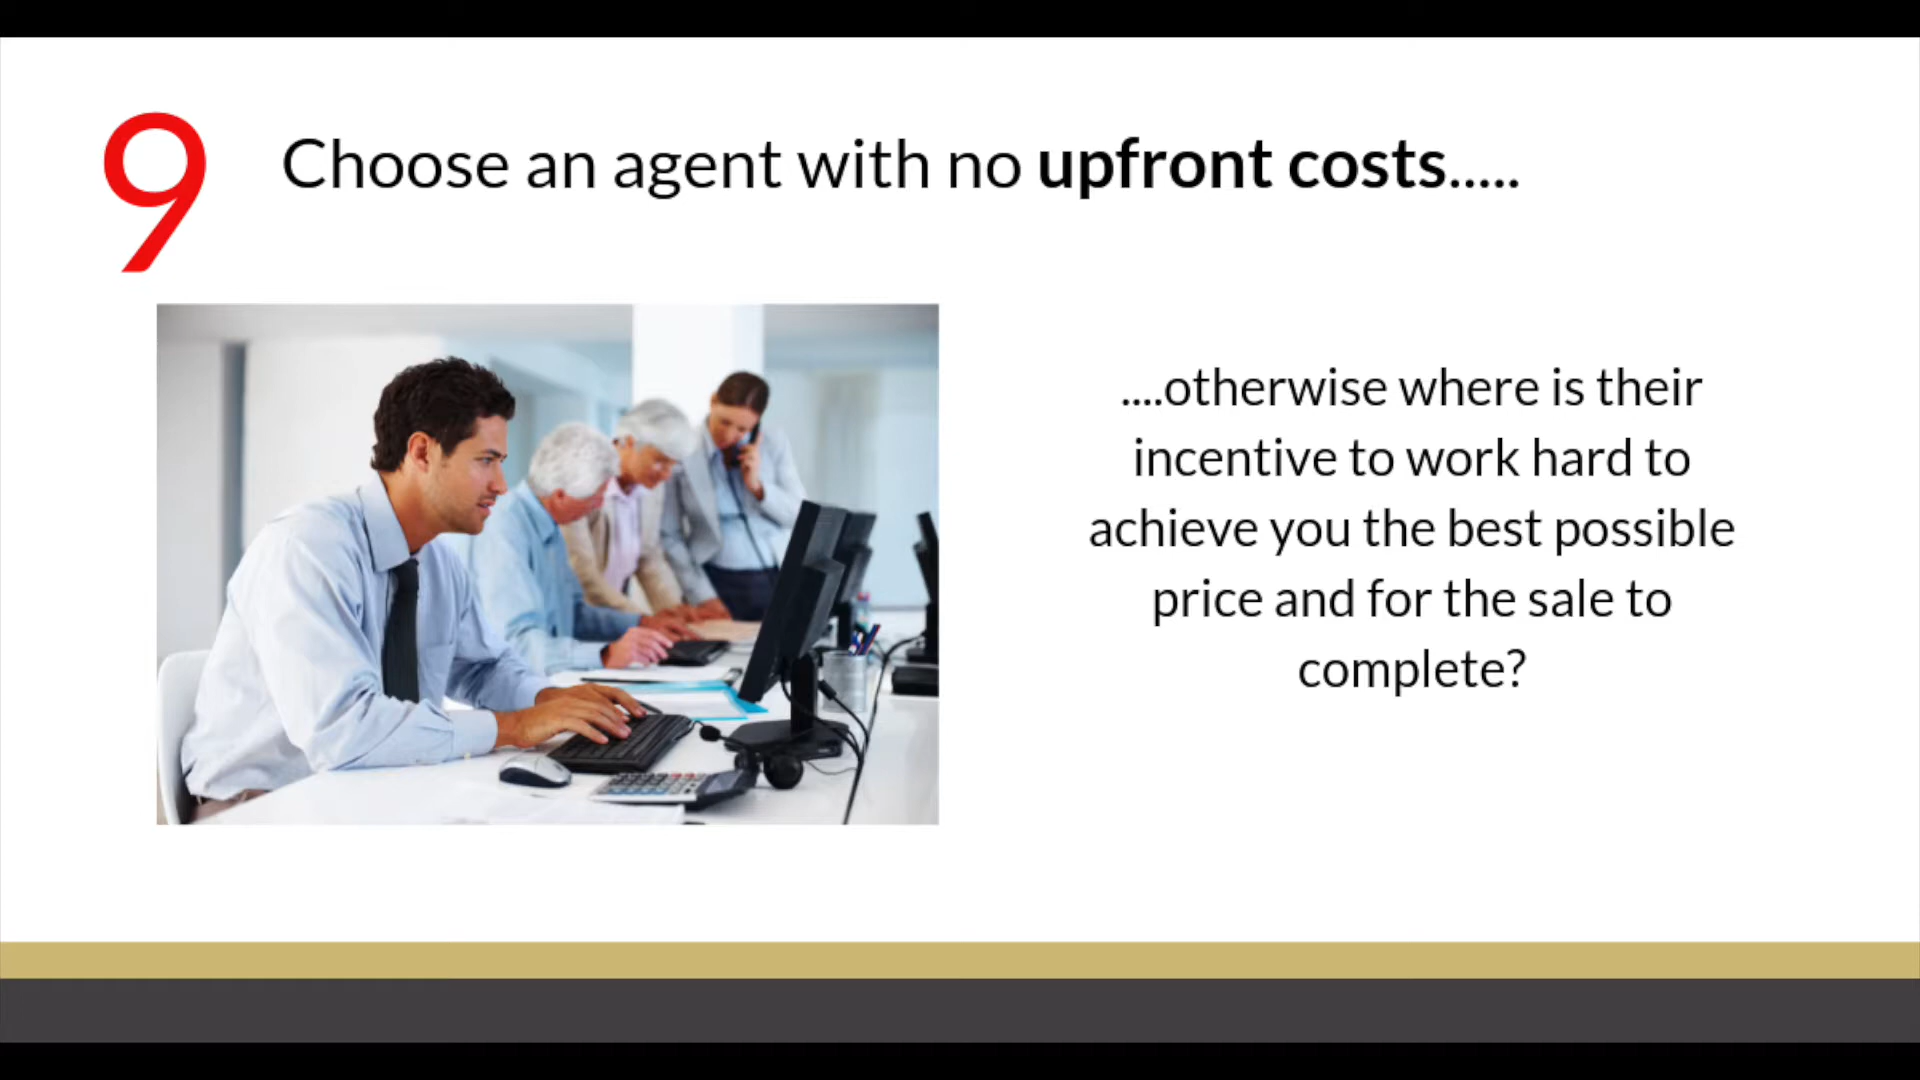 9
Choose an agent with no upfront costs.....
....otherwise where is their
incentive to work hard to
achieve you the best possible
price and for the sale to
complete?